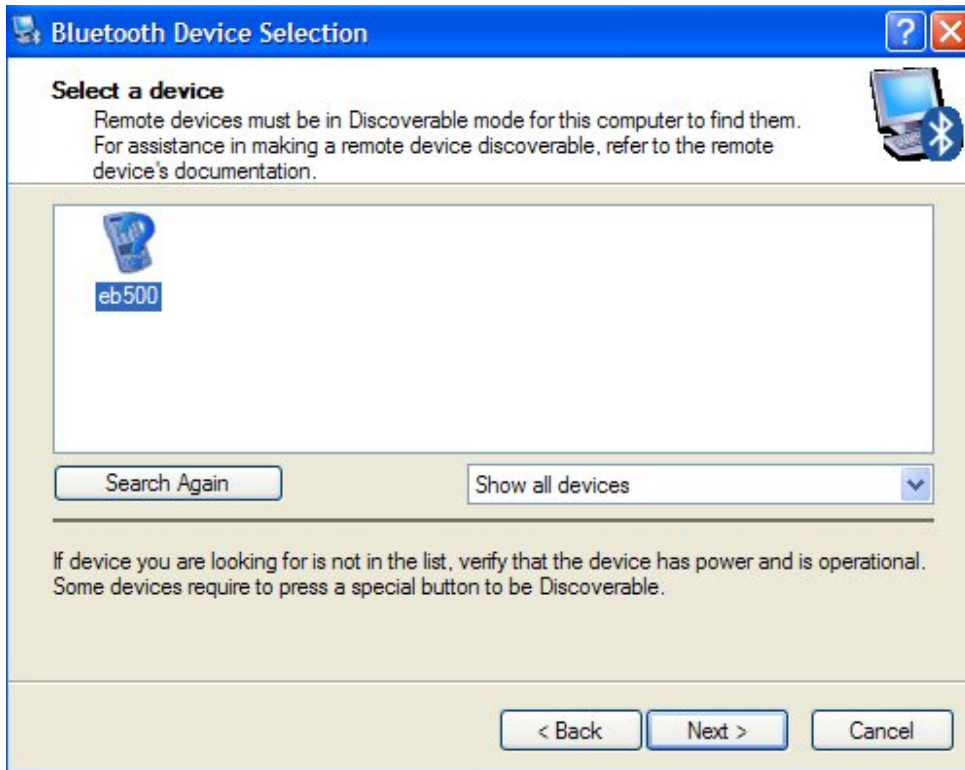 Bluetooth Device Selection
Select a device
Remote devices must be in Discoverable mode for this computer to find them.
For assistance in making a remote device discoverable, refer to the remote
device's documentation.
eb500
Search Again
Show all devices
If device you are looking for is not in the list, verify that the device has power and is operational.
Some devices require to press a special button to be Discoverable.
< Back
Next >
Cancel